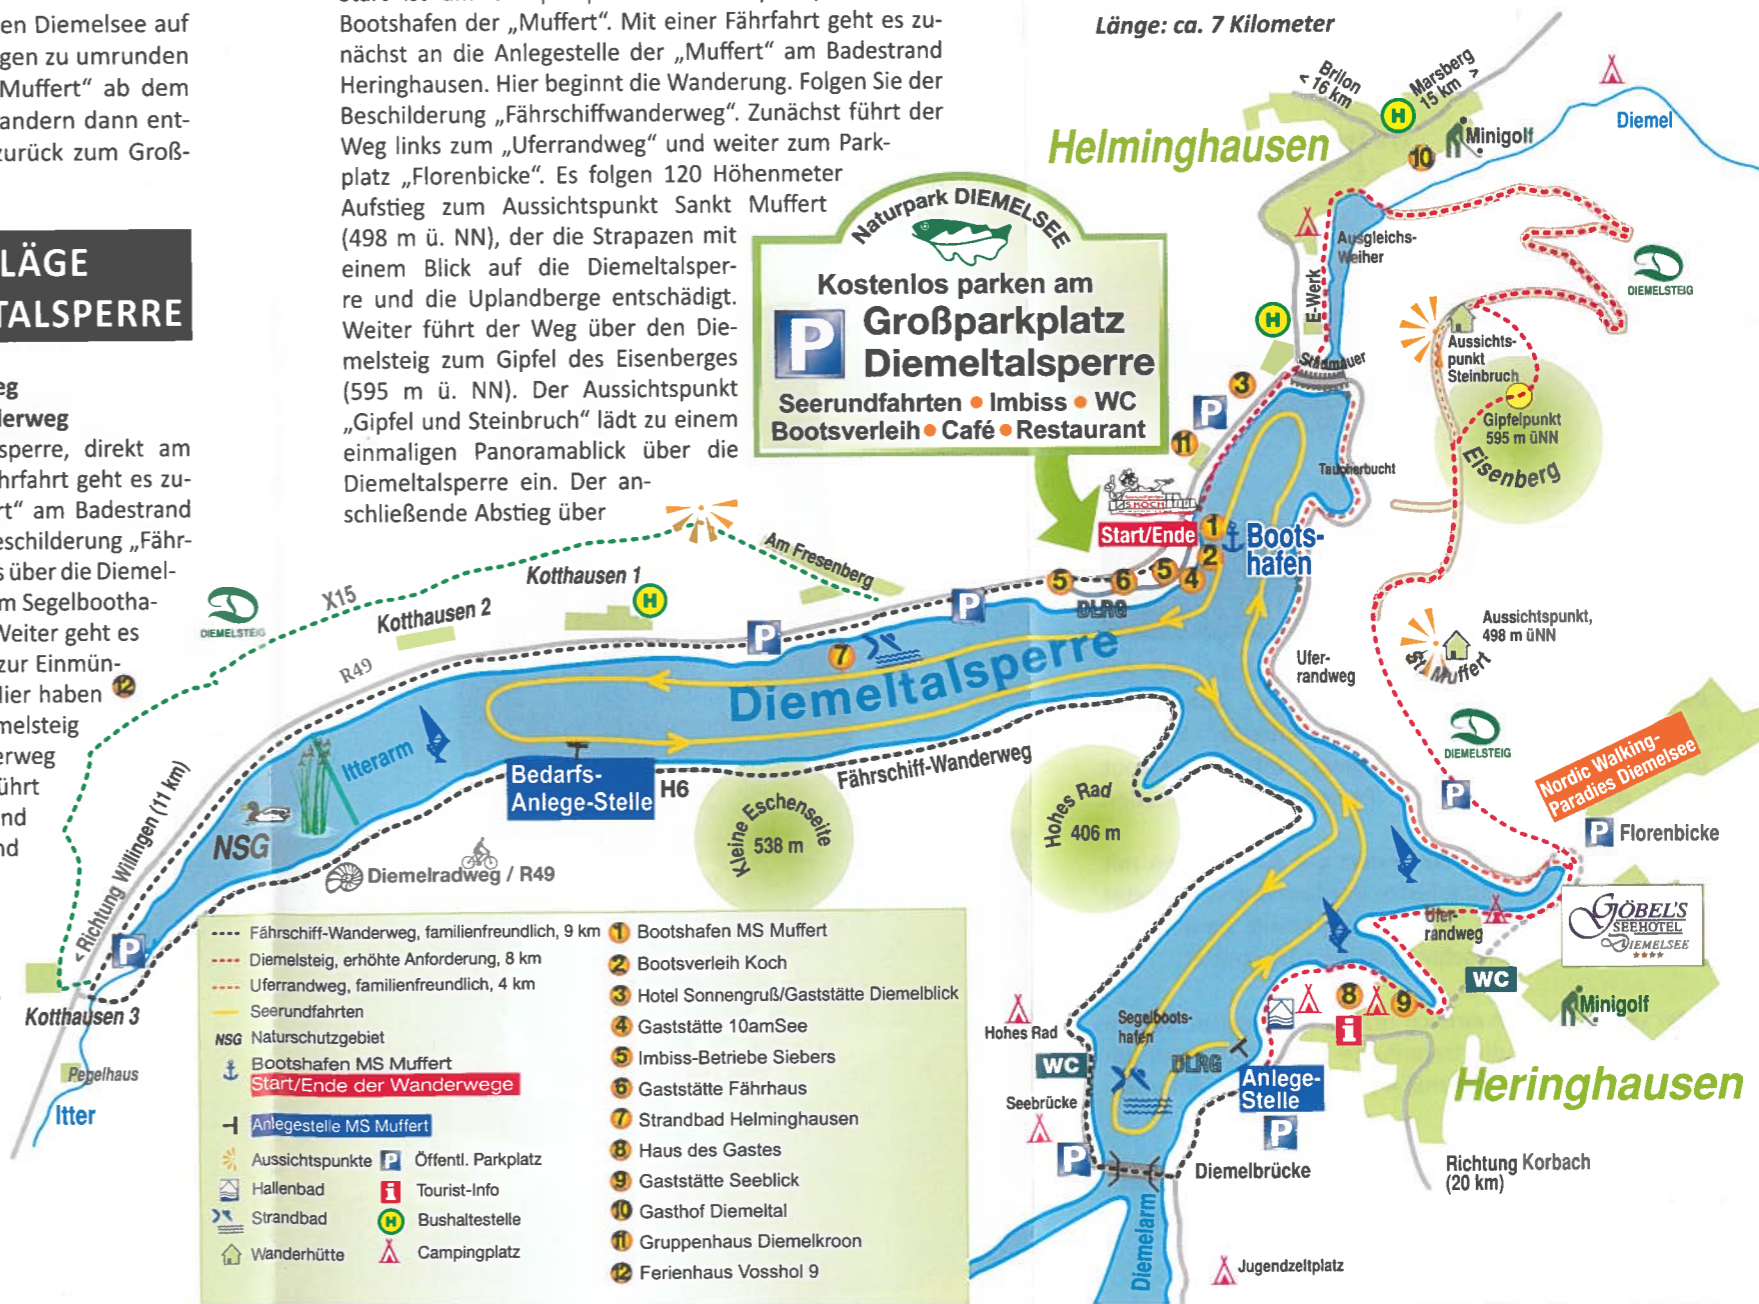 en Diemelsee auf
gen zu umrunden
Muffert“ ab dem
andern dann ent-
zurück zum Groß-
LÄGE
TALSPERRE
eg
lerweg
sperre, direkt am
hrfahrt geht es zu-
rt“ am Badestrand
eschilderung „Fähr-
s über die Diemel-
m Segelbootha-
Weiter geht es
zur Einmün-
Hier haben
12
melsteig
erweg
ührt
nd
nd
Bootshafen der „Muffert“. Mit einer Fährfahrt geht es zu-
nächst an die Anlegestelle der „Muffert“ am Badestrand
Heringhausen. Hier beginnt die Wanderung. Folgen Sie der
Beschilderung „Fährschiffwanderweg“. Zunächst führt der
Weg links zum „Uferrandweg“ und weiter zum Park-
platz „Florenbicke“. Es folgen 120 Höhenmeter
Aufstieg zum Aussichtspunkt Sankt Muffert
(498 m ü. NN), der die Strapazen mit
einem Blick auf die Diemeltalsper-
re und die Uplandberge entschädigt.
Weiter führt der Weg über den Die-
melsteig zum Gipfel des Eisenberges
(595 m ü. NN). Der Aussichtspunkt
„Gipfel und Steinbruch“ lädt zu einem
einmaligen Panoramablick über die
Diemeltalsperre ein. Der an-
schließende Abstieg über
Länge: ca. 7 Kilometer
Naturpark DIEMELSEE
Kostenlos parken am
P Großparkplatz
Diemeltalsperre
Seerundfahrten • Imbiss • WC
Bootsverleih • Café • Restaurant
Brilon
< 16 km
Marsberg
15 km >
H
Helminghausen
10
Minigolf
Diemel
Ausgleichs-
Weiher
E-Werk
H
DIEMELSTEIG
Aussichts-
punkt
Steinbruch
Gipfelpunkt
595 m üNN
Eisenberg
Staumauer
3
P
11
Taucherbucht
KOCH
Start/Ende
1
2
Boots-
hafen
5
6
5
4
DLRG
P
Am Fresenberg
Kotthausen 1
H
X15
Kotthausen 2
DIEMELSTEIG
R49
P
7
Diemeltalsperre
Itterarm
NSG
Bedarfs-
Anlege-Stelle
H6
Fährschiff-Wanderweg
Kleine Eschenseite
538 m
Hohes Rad
406 m
Diemelradweg / R49
< Richtung Willingen (11 km)
P
Kotthausen 3
Pegelhaus
Itter
Ufer-
randweg
Aussichtspunkt,
498 m üNN
St. Muffert
DIEMELSTEIG
P
Nordic Walking-
Paradies Diemelsee
P Florenbicke
GÖBEL'S
SEEHOTEL
DIEMELSEE
Ufer-
randweg
WC
Minigolf
8
9
i
Heringhausen
Segelboots-
hafen
DLRG
Hohes Rad
WC
Seebrücke
P
Anlege-
Stelle
P
Diemelbrücke
Richtung Korbach
(20 km)
Diemelarm
Jugendzeltplatz
Fährschiff-Wanderweg, familienfreundlich, 9 km
Diemelsteig, erhöhte Anforderung, 8 km
Uferrandweg, familienfreundlich, 4 km
Seerundfahrten
NSG Naturschutzgebiet
Bootshafen MS Muffert
Start/Ende der Wanderwege
Anlegestelle MS Muffert
Aussichtspunkte
P Öffentl. Parkplatz
Hallenbad
i Tourist-Info
Strandbad
H Bushaltestelle
Wanderhütte
Campingplatz
1 Bootshafen MS Muffert
2 Bootsverleih Koch
3 Hotel Sonnengruß/Gaststätte Diemelblick
4 Gaststätte 10amSee
5 Imbiss-Betriebe Siebers
6 Gaststätte Fährhaus
7 Strandbad Helminghausen
8 Haus des Gastes
9 Gaststätte Seeblick
10 Gasthof Diemeltal
11 Gruppenhaus Diemelkroon
12 Ferienhaus Vosshol 9